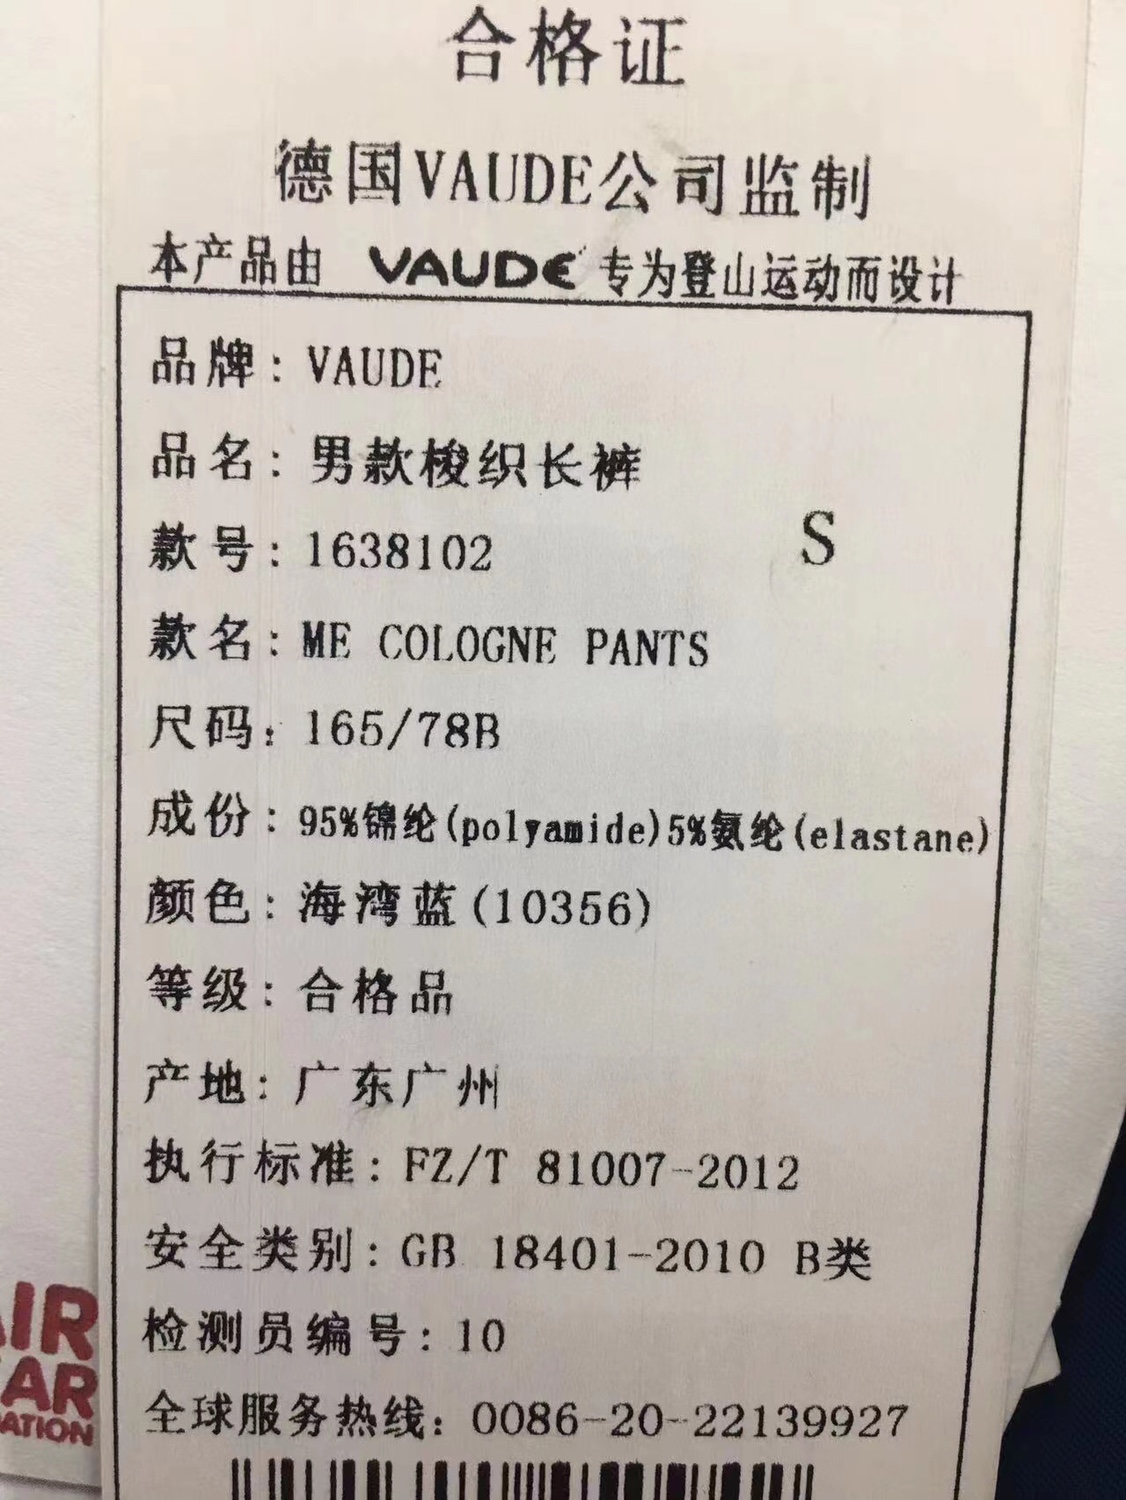 合格证
德国VAUDE公司监制
本产品由 VAUDE 专为登山运动而设计
品牌: VAUDE
品名: 男款梭织长裤
款号: 1638102 S
款名: ME COLOGNE PANTS
尺码: 165/78B
成份: 95%锦纶(polyamide)5%氨纶(elastane)
颜色: 海湾蓝(10356)
等级: 合格品
产地: 广东广州
执行标准: FZ/T 81007-2012
安全类别: GB 18401-2010 B类
检测员编号: 10
全球服务热线: 0086-20-22139927